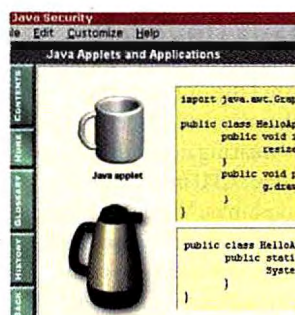 Java Security
Edit Customize Help
Java Applets and Applications
CONTENTS
GLOSSARY
HISTORY
Java applet
import java.awt.Grap
public class HelloAp
public void
resize
}
public void p
g.draw
}
}
public class HelloA
public stati
Syste
}
}